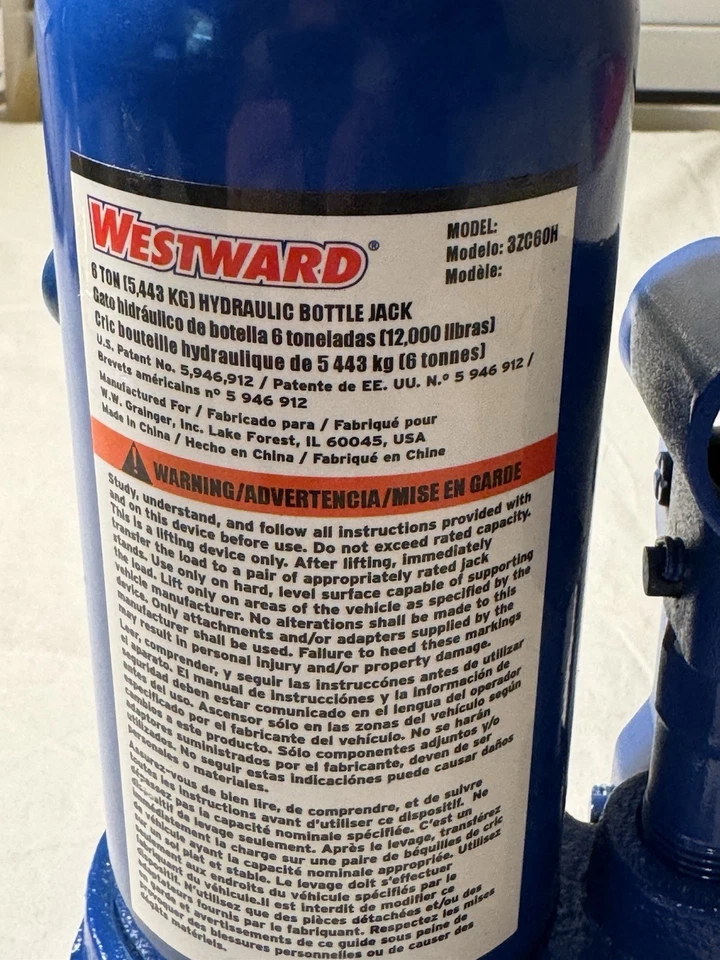 WESTWARD®
MODEL:
Modelo: 3ZC60H
Modèle:
6 TON (5,443 KG) HYDRAULIC BOTTLE JACK
Gato hidráulico de botella 6 toneladas (12,000 libras)
Cric bouteille hydraulique de 5 443 kg (6 tonnes)
U.S. Patent No. 5,946,912 / Patente de EE. UU. N.º 5 946 912 /
Brevets américains nº 5 946 912
Manufactured For / Fabricado para / Fabriqué pour
W.W. Grainger, Inc. Lake Forest, IL 60045, USA
Made in China / Hecho en China / Fabriqué en Chine
WARNING/ADVERTENCIA/MISE EN GARDE
Study, understand, and follow all instructions provided with
and on this device before use. Do not exceed rated capacity.
This is a lifting device only. After lifting, immediately
transfer the load to a pair of appropriately rated jack
stands. Use only on hard, level surface capable of supporting
the load. Lift only on areas of the vehicle as specified by the
vehicle manufacturer. No alterations shall be made to this
device. Only attachments and/or adapters supplied by the
manufacturer shall be used. Failure to heed these markings
may result in personal injury and/or property damage.
Leer, comprender, y seguir las instruccónes antes de utilizar
el aparato. El manual de instrucciónes y la información de
seguridad deben estar comunicado en el lengua del operador
antes del uso. Ascensor sólo en las zonas del vehículo según
especificado por el fabricante del vehículo. No se harán
cambios a este producto. Sólo componentes adjuntos y/o
adaptores suministrados por el fabricante, deven de ser
utilizados. No seguir estas indicaciónes puede causar daños
personales o materiales.
Assurez-vous de bien lire, de comprendre, et de suivre
toutes les instructions avant d'utiliser ce dispositif. Ne
dépassez pas la capacité nominale spécifiée. C'est un
dispositif de levage seulement. Après le levage, transférez
immédiatement la charge sur une paire de béquilles de cric
de véhicule ayant la capacité nominale appropriée. Utilisez
sur un sol plat et stable. Le levage doit s'effectuer
seulement aux endroits du véhicule spécifiés par le
fabriquent du véhicule.Il est interdit de modifier ce
dispositif. N'utilisez que des pièces détachées et/ou des
adaptateurs fournis par le fabriquant. Respectez les mises
en garde et avertissements de ce guide sous peine de
provoquer des blessures personnelles ou de causer des
dégâts matériels.